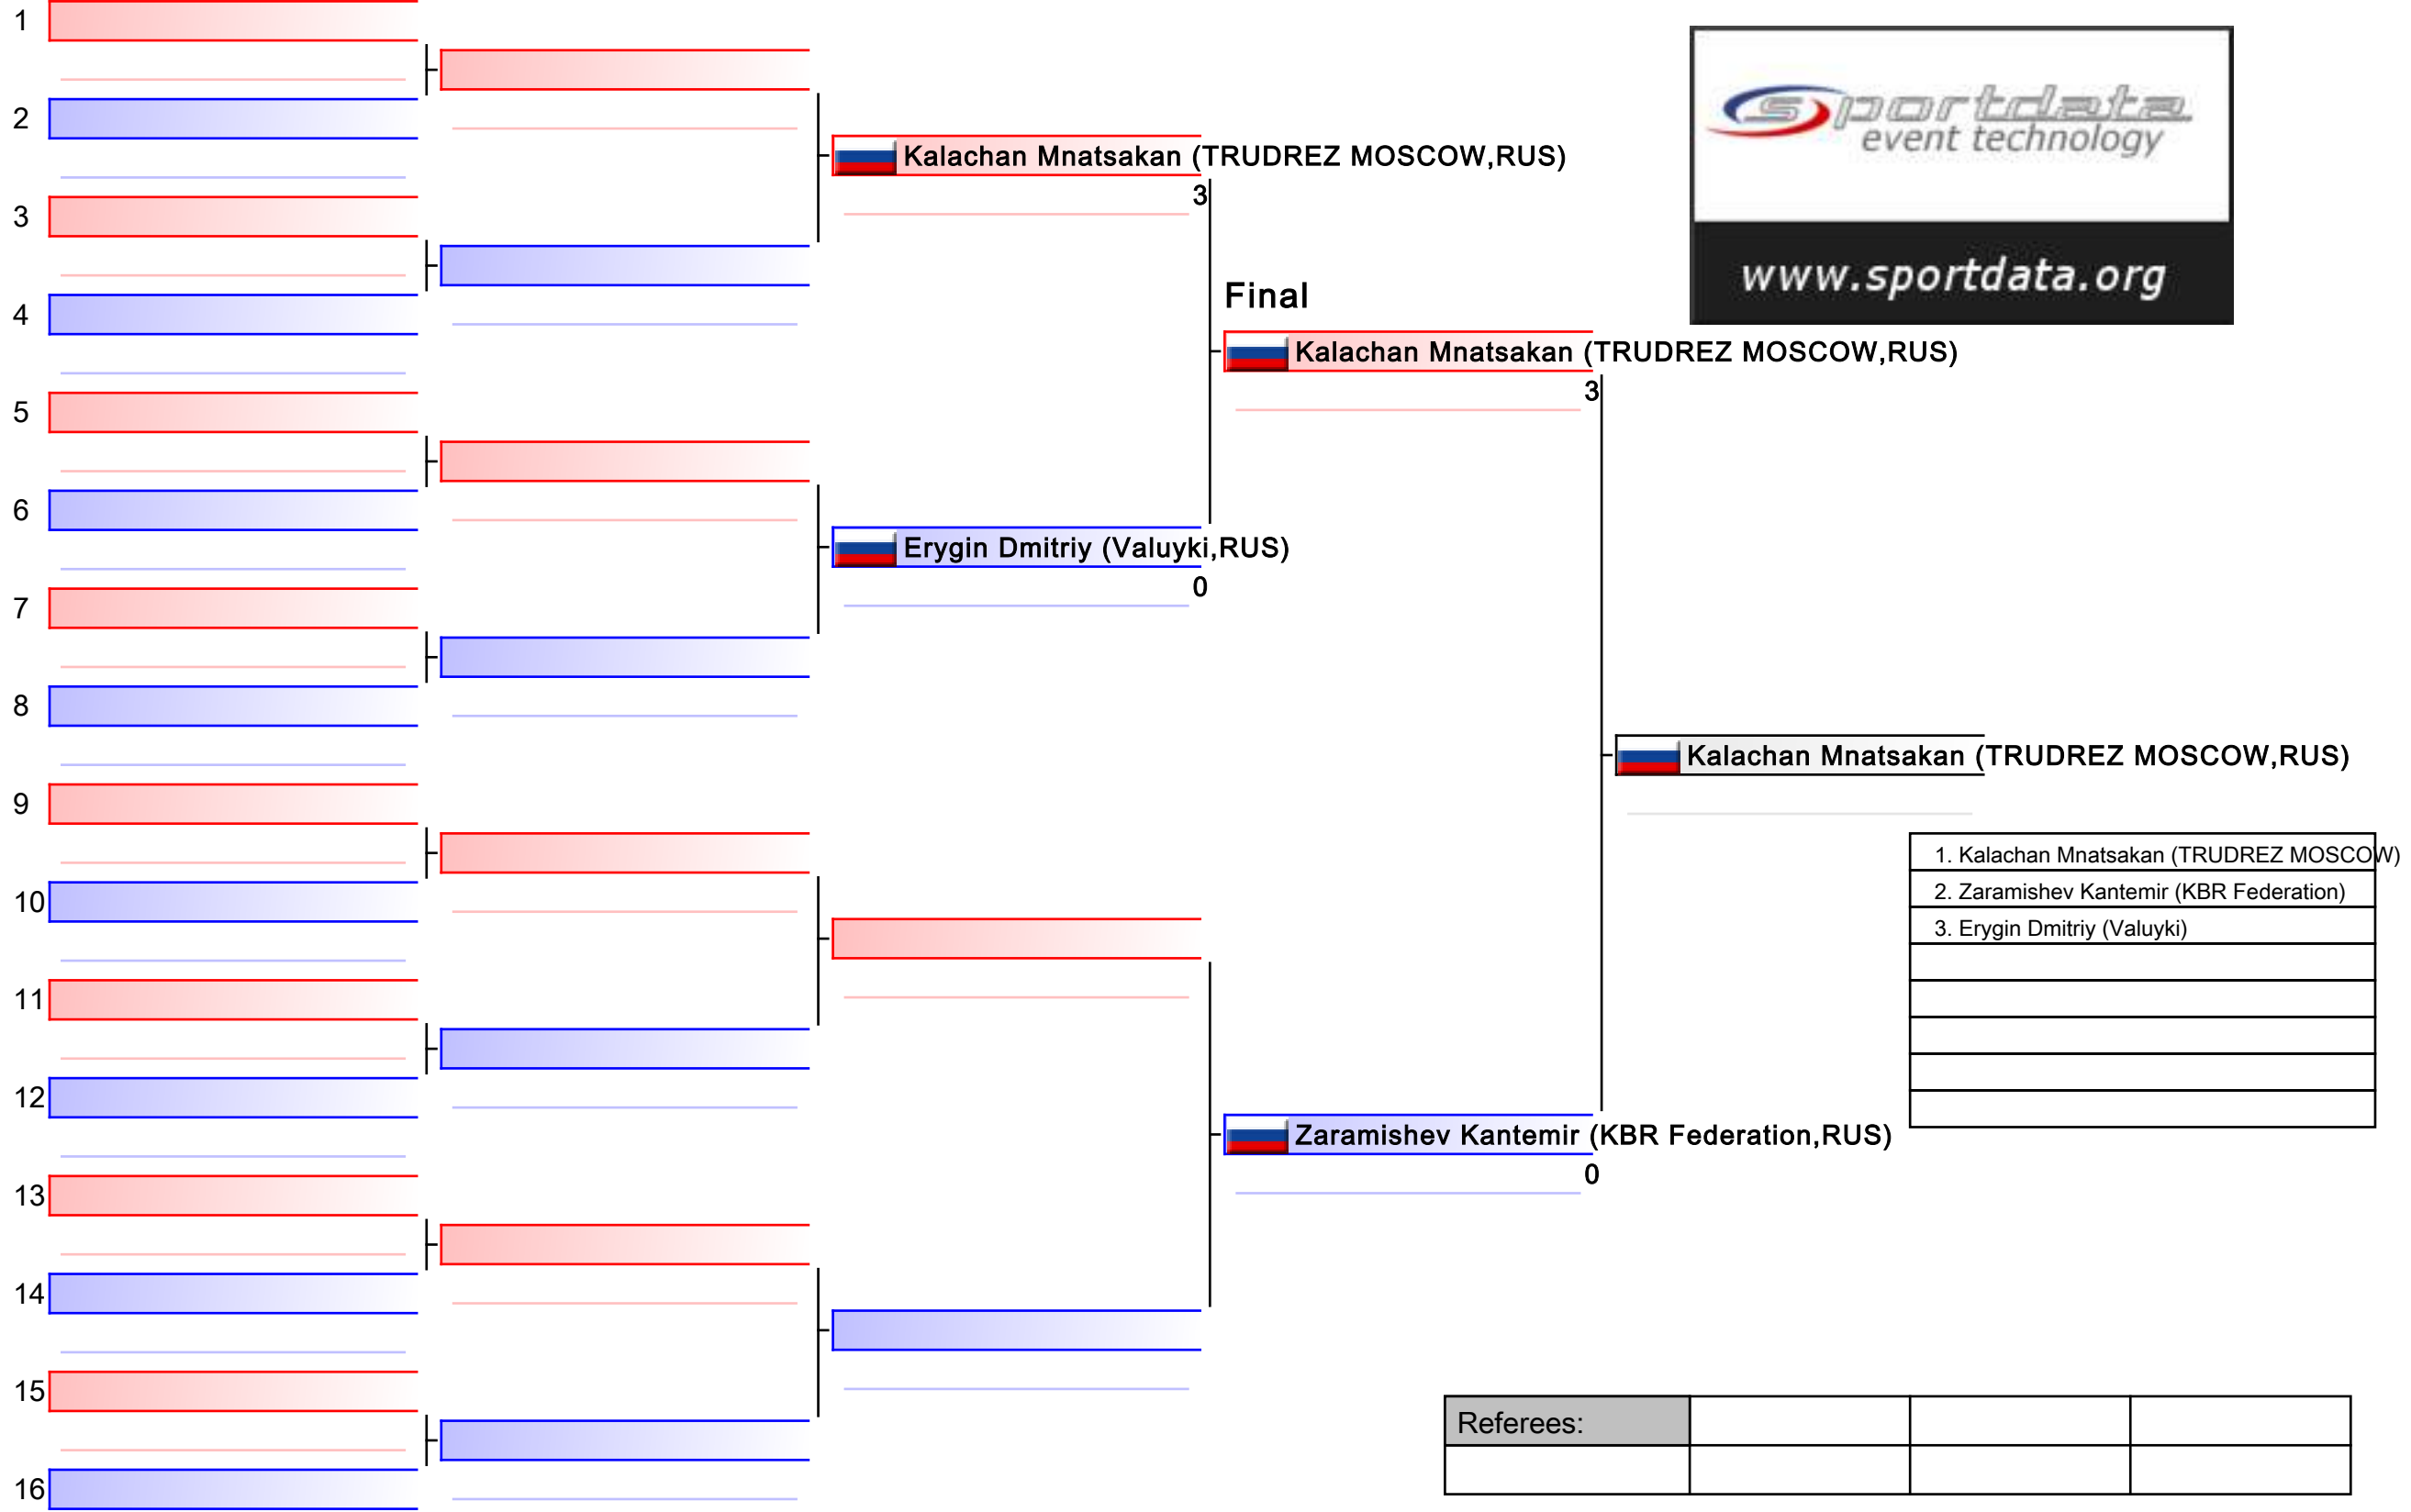 1
2
3
4
5
6
7
8
9
10
11
12
13
14
15
16
Kalachan Mnatsakan (TRUDREZ MOSCOW,RUS)
3
Erygin Dmitriy (Valuyki,RUS)
0
Final
Kalachan Mnatsakan (TRUDREZ MOSCOW,RUS)
3
Zaramishev Kantemir (KBR Federation,RUS)
0
sportdata
event technology
www.sportdata.org
Kalachan Mnatsakan (TRUDREZ MOSCOW,RUS)
1. Kalachan Mnatsakan (TRUDREZ MOSCOW)
2. Zaramishev Kantemir (KBR Federation)
3. Erygin Dmitriy (Valuyki)
Referees: